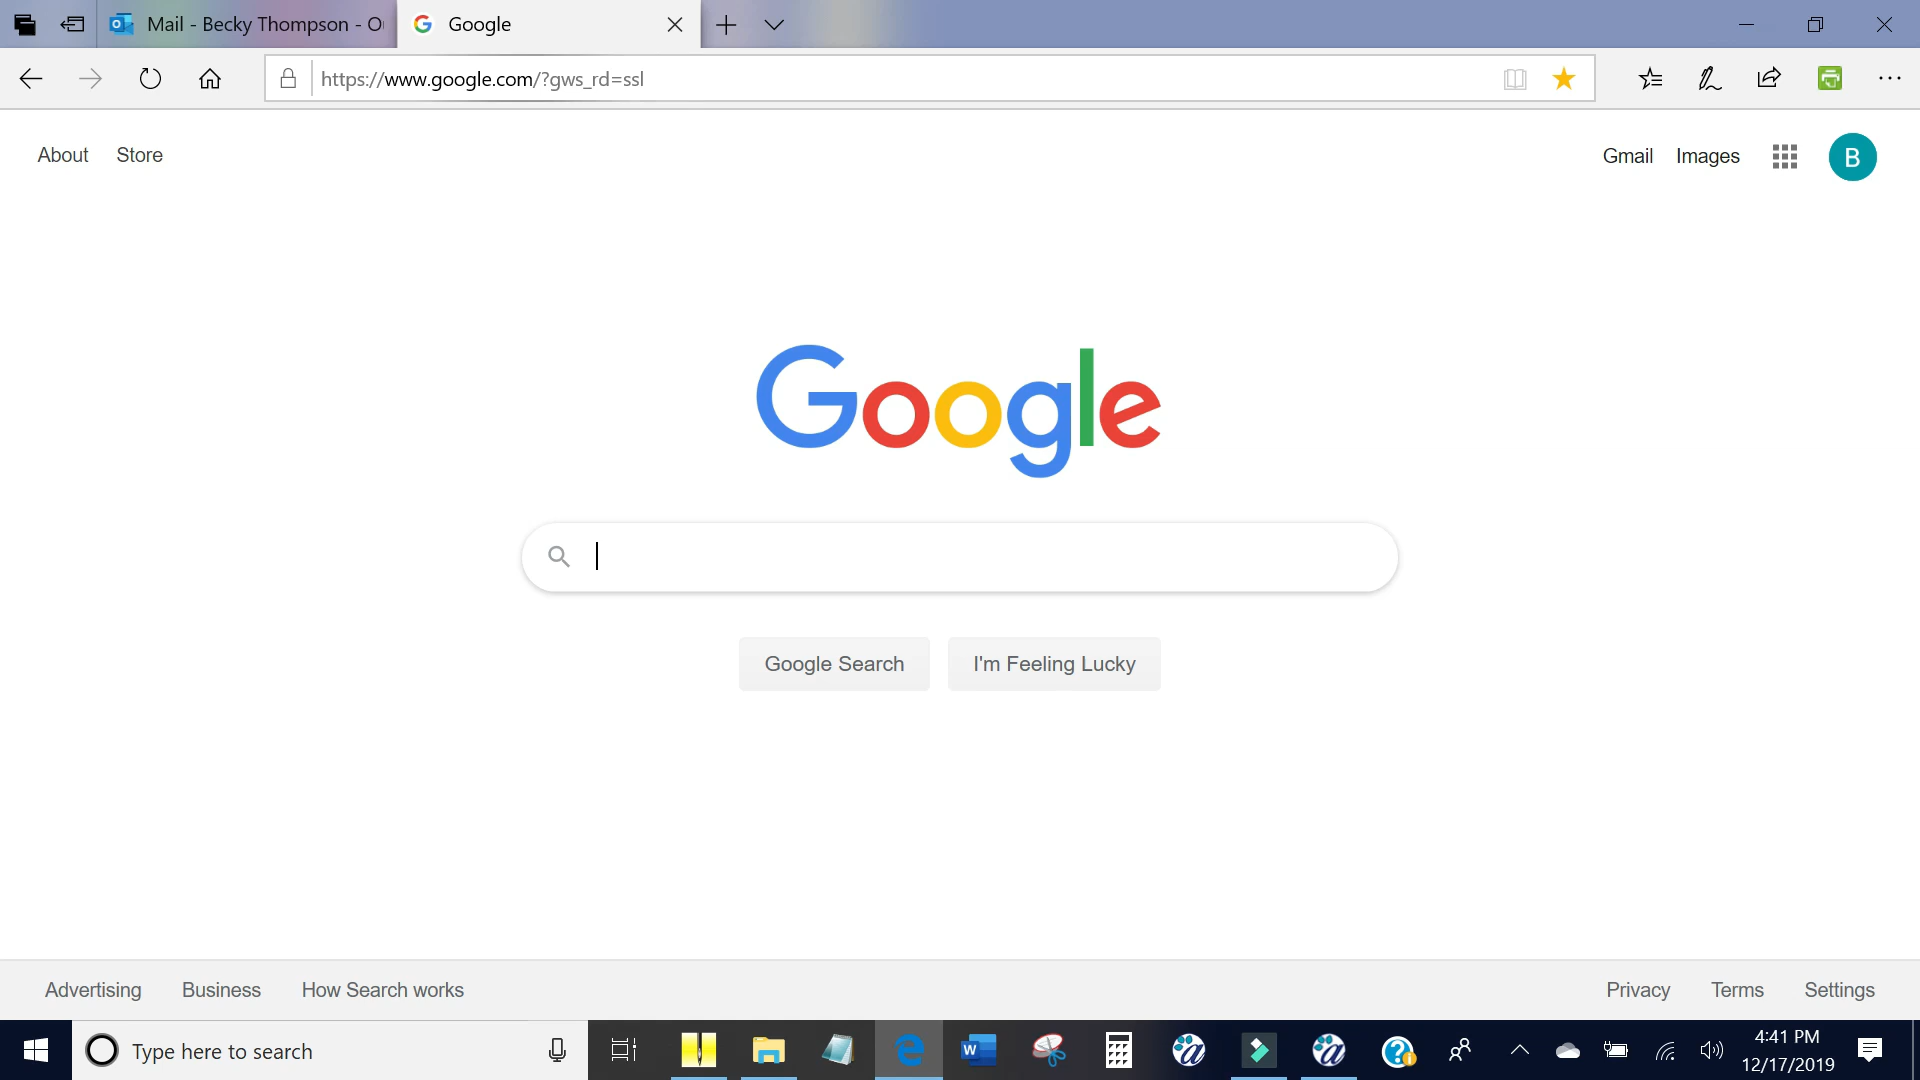 Mail - Becky Thompson - O
Google
https://www.google.com/?gws_rd=ssl
About
Store
Gmail
Images
B
Google
Google Search
I'm Feeling Lucky
Advertising
Business
How Search works
Privacy
Terms
Settings
Type here to search
4:41 PM
12/17/2019